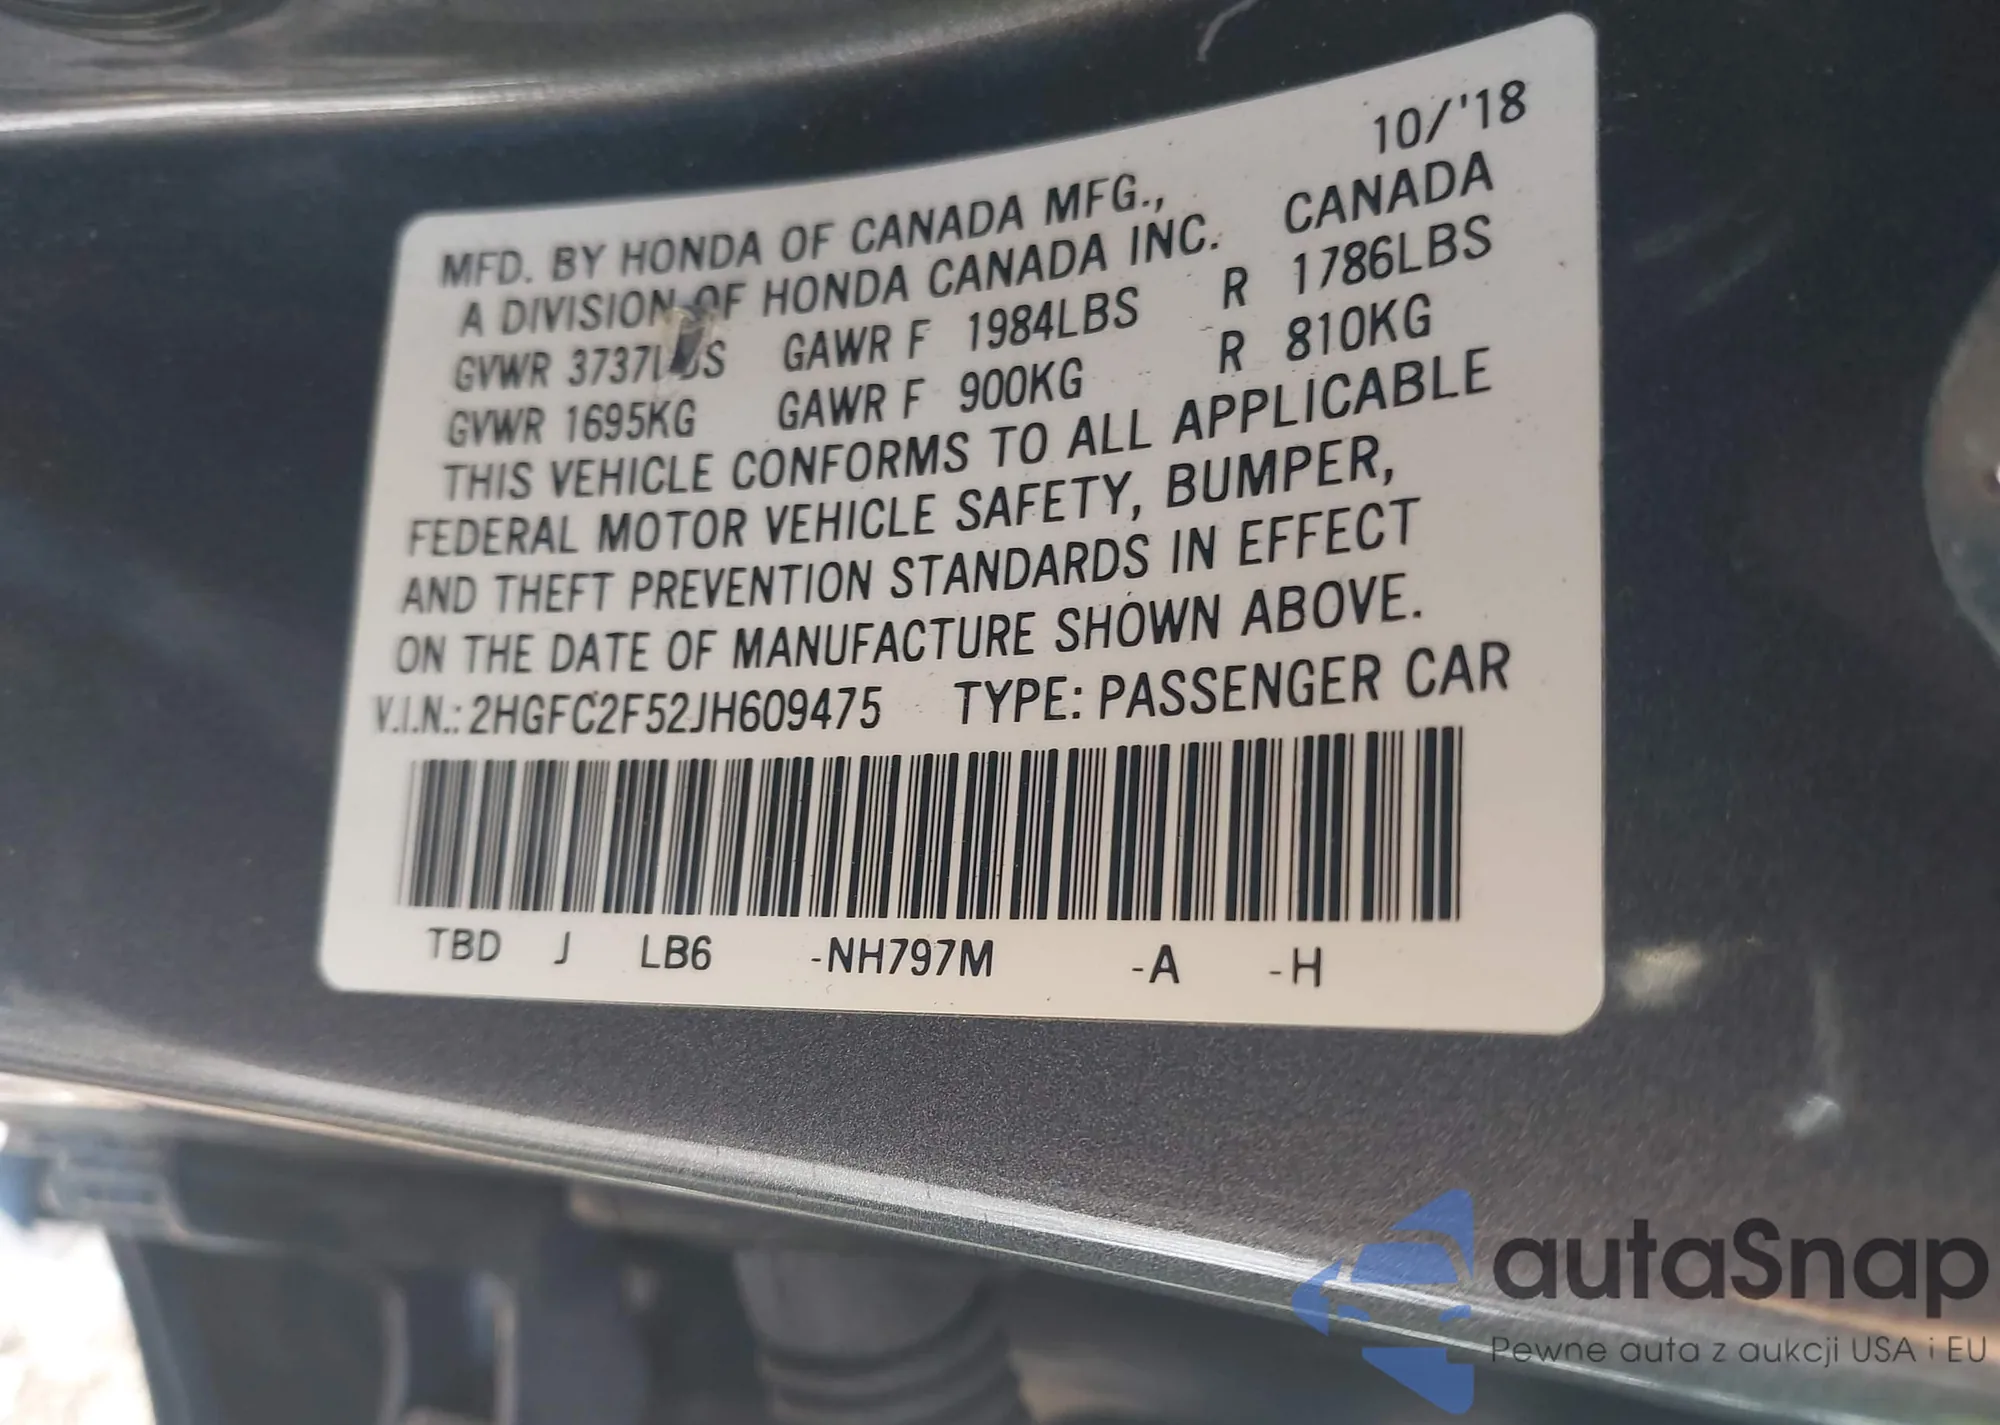 10/'18
MFD. BY HONDA OF CANADA MFG.,
A DIVISION OF HONDA CANADA INC. CANADA
GVWR 3737LBS GAWR F 1984LBS R 1786LBS
GVWR 1695KG GAWR F 900KG R 810KG
THIS VEHICLE CONFORMS TO ALL APPLICABLE
FEDERAL MOTOR VEHICLE SAFETY, BUMPER,
AND THEFT PREVENTION STANDARDS IN EFFECT
ON THE DATE OF MANUFACTURE SHOWN ABOVE.
V.I.N.: 2HGFC2F52JH609475 TYPE: PASSENGER CAR
TBD J LB6 -NH797M -A -H
autaSnap
Pewne auta z aukcji USA i EU